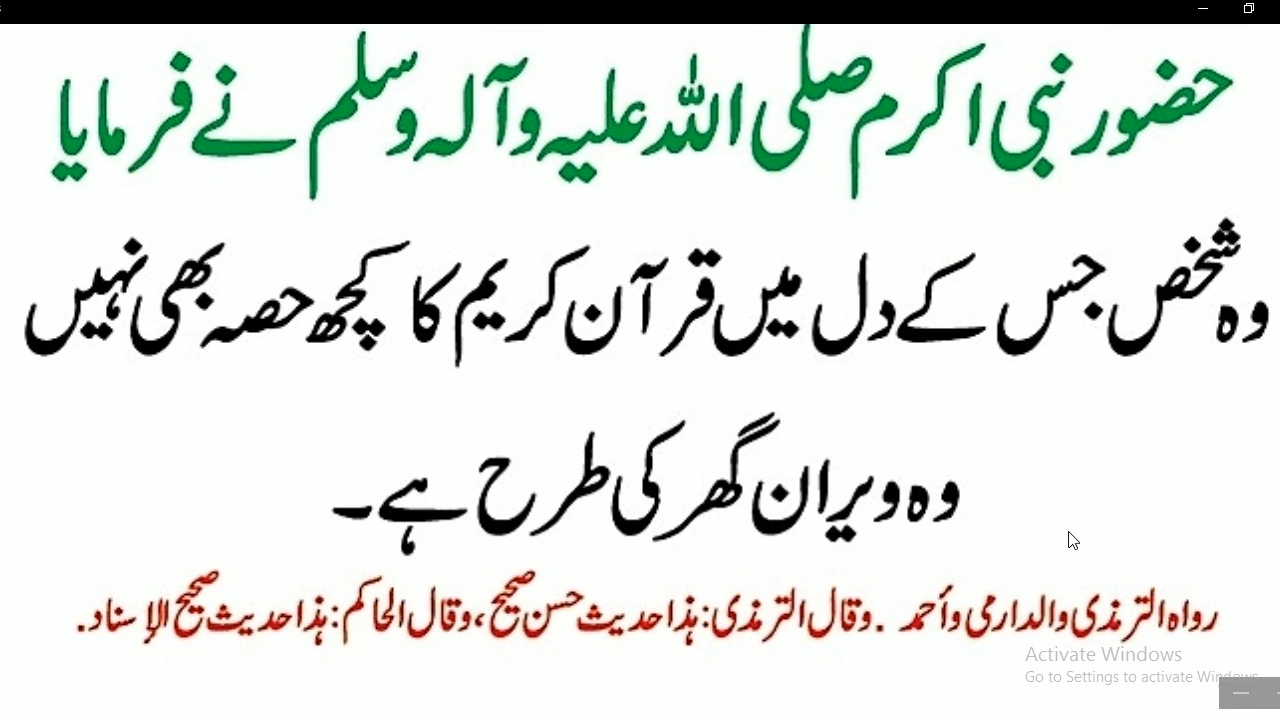 حضور نبی اکرم صلی اللہ علیہ وآلہ وسلم نے فرمایا
وہ شخص جس کے دل میں قرآن کریم کا کچھ حصہ بھی نہیں
وہ ویران گھر کی طرح ہے۔
رواہ الترمذی والدارمی وأحمد. وقال الترمذی: ہذا حدیث حسن صحیح، وقال الحاکم: ہذا حدیث صحیح الإسناد.
Activate Windows
Go to Settings to activate Windows.